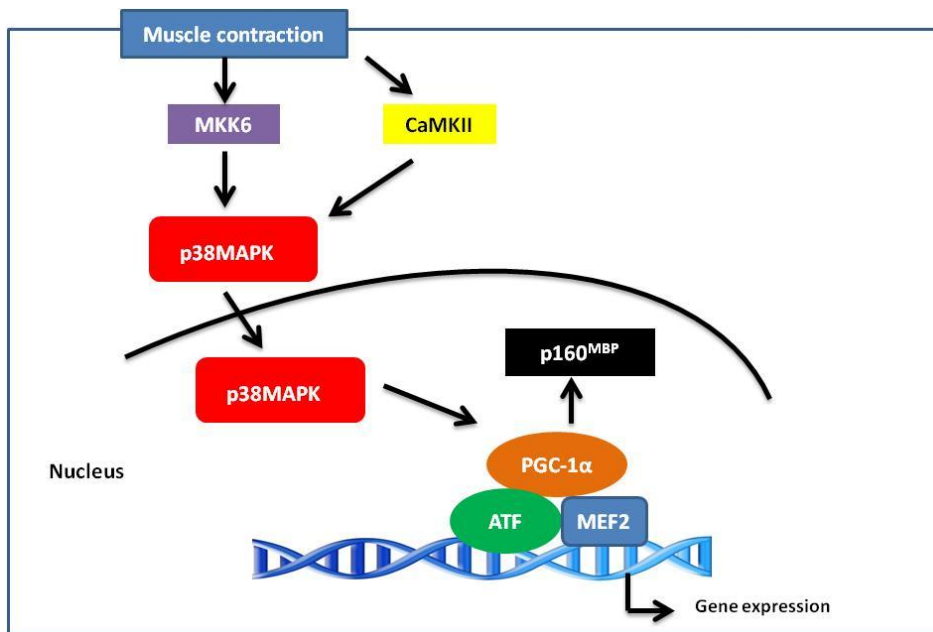 Muscle contraction
MKK6
CaMKII
p38MAPK
p160ᴹᴮᴾ
p38MAPK
PGC-1α
Nucleus
ATF
MEF2
Gene expression